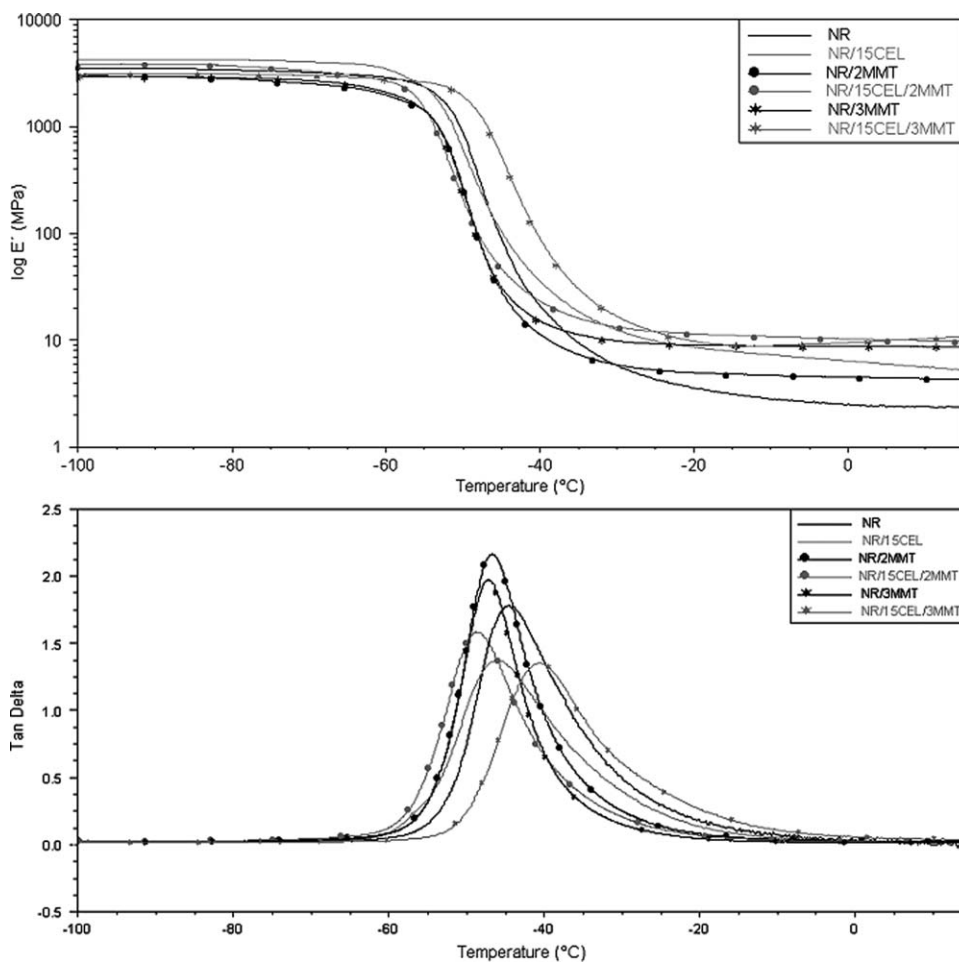 10000
1000
100
10
1
log E´ (MPa)
-100
-80
-60
-40
-20
0
Temperature (°C)
NR
NR/15CEL
NR/2MMT
NR/15CEL/2MMT
NR/3MMT
NR/15CEL/3MMT
2.5
2.0
1.5
1.0
0.5
0.0
-0.5
Tan Delta
-100
-80
-60
-40
-20
0
Temperature (°C)
NR
NR/15CEL
NR/2MMT
NR/15CEL/2MMT
NR/3MMT
NR/15CEL/3MMT